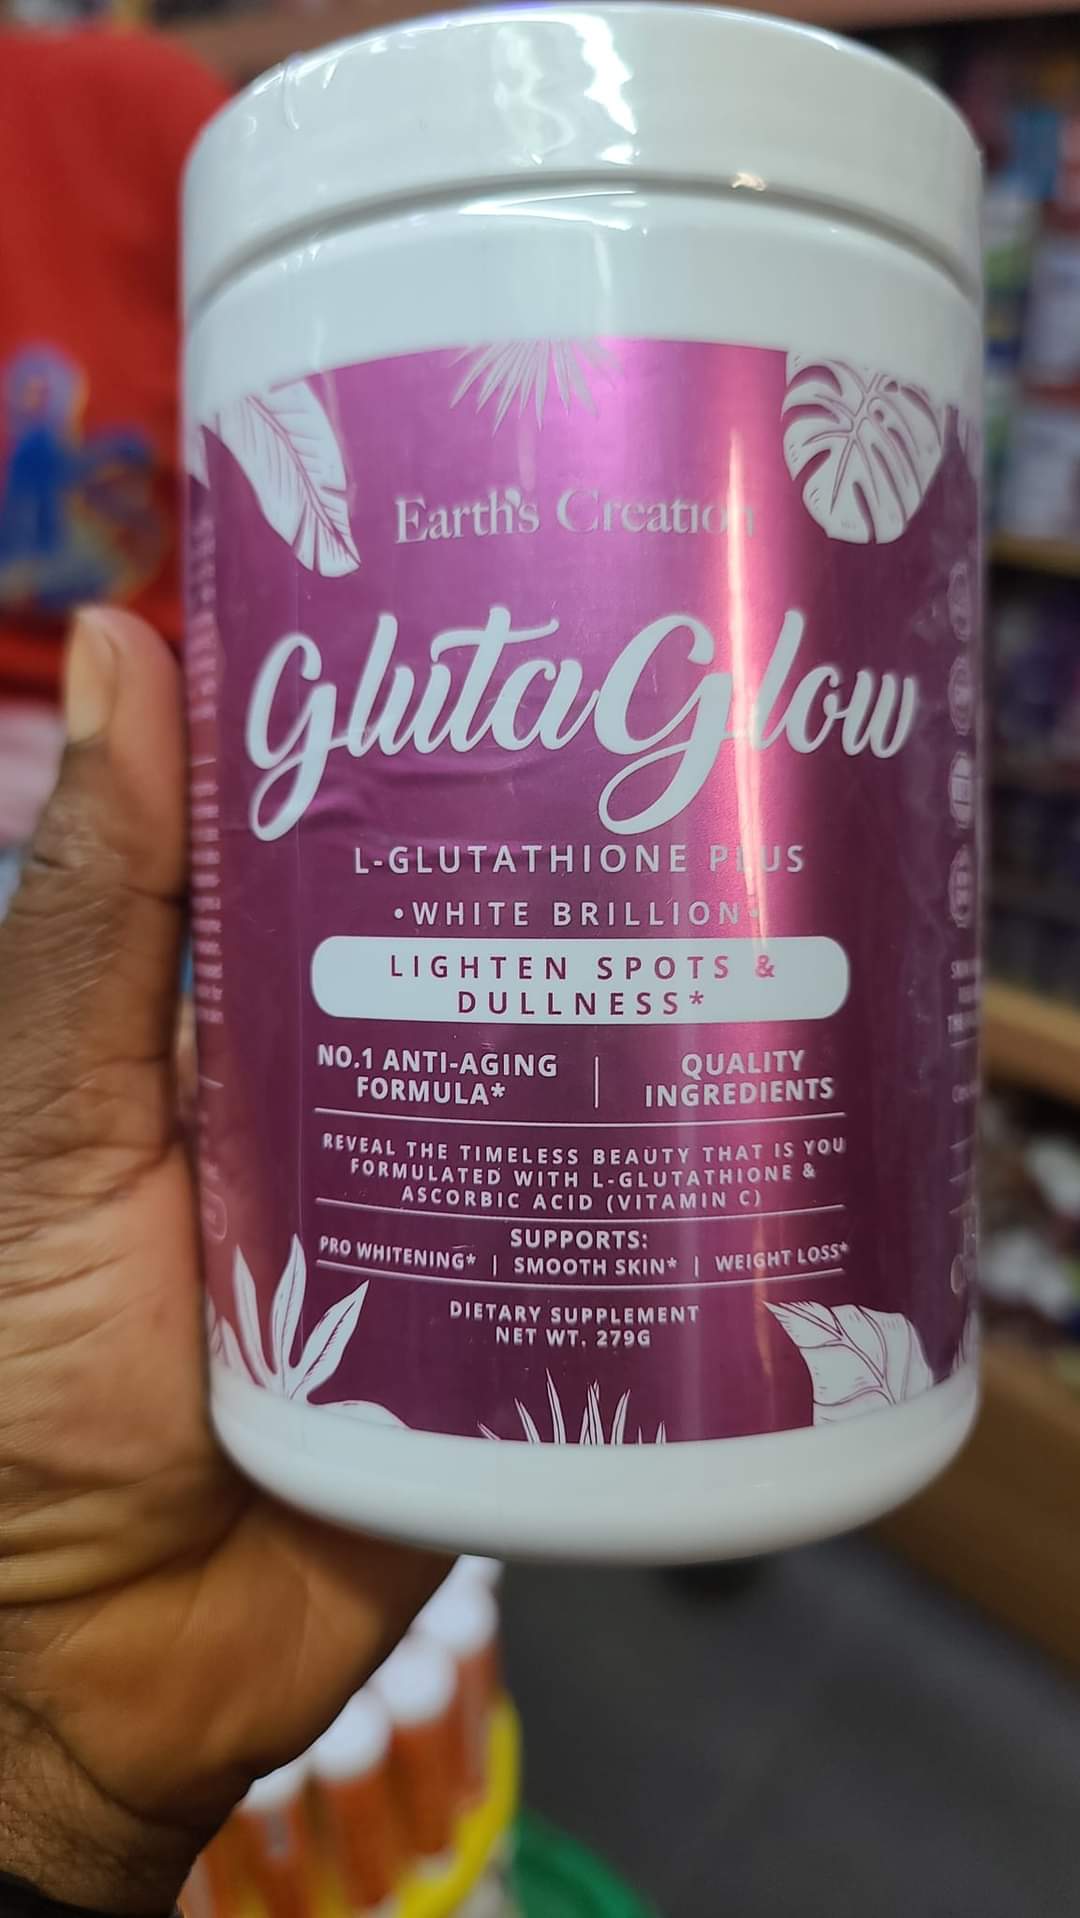 Earth's Creation
GlutaGlow
L-GLUTATHIONE PLUS
•WHITE BRILLION•
LIGHTEN SPOTS &
DULLNESS*
NO.1 ANTI-AGING
FORMULA*
QUALITY
INGREDIENTS
REVEAL THE TIMELESS BEAUTY THAT IS YOU
FORMULATED WITH L-GLUTATHIONE &
ASCORBIC ACID (VITAMIN C)
SUPPORTS:
PRO WHITENING* | SMOOTH SKIN* | WEIGHT LOSS*
DIETARY SUPPLEMENT
NET WT. 279G